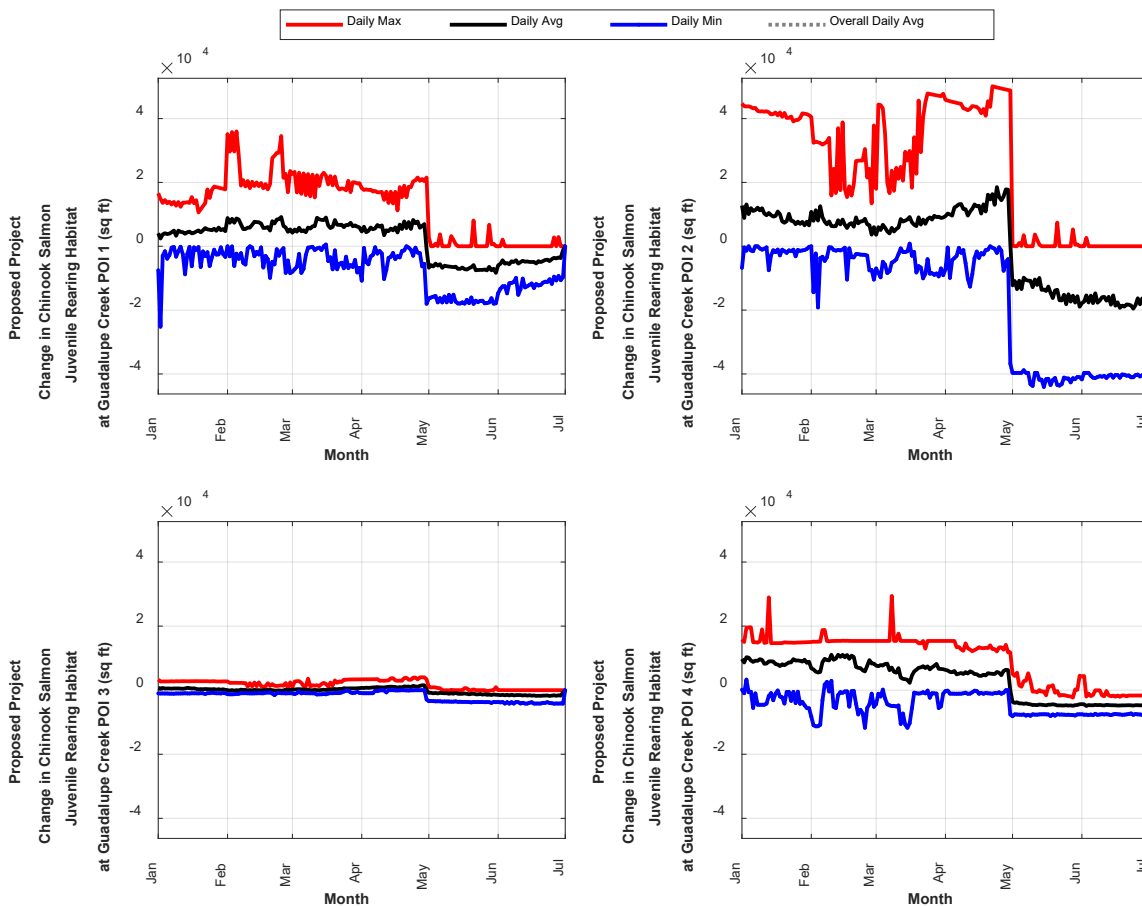 Daily Max Daily Avg Daily Min Overall Daily Avg
× 10 4
4
2
0
-2
-4
Jan Feb Mar Apr May Jun Jul
Month
Proposed Project
Change in Chinook Salmon
Juvenile Rearing Habitat
at Guadalupe Creek POI 1 (sq ft)
× 10 4
4
2
0
-2
-4
Jan Feb Mar Apr May Jun Jul
Month
Proposed Project
Change in Chinook Salmon
Juvenile Rearing Habitat
at Guadalupe Creek POI 2 (sq ft)
× 10 4
4
2
0
-2
-4
Jan Feb Mar Apr May Jun Jul
Month
Proposed Project
Change in Chinook Salmon
Juvenile Rearing Habitat
at Guadalupe Creek POI 3 (sq ft)
× 10 4
4
2
0
-2
-4
Jan Feb Mar Apr May Jun Jul
Month
Proposed Project
Change in Chinook Salmon
Juvenile Rearing Habitat
at Guadalupe Creek POI 4 (sq ft)